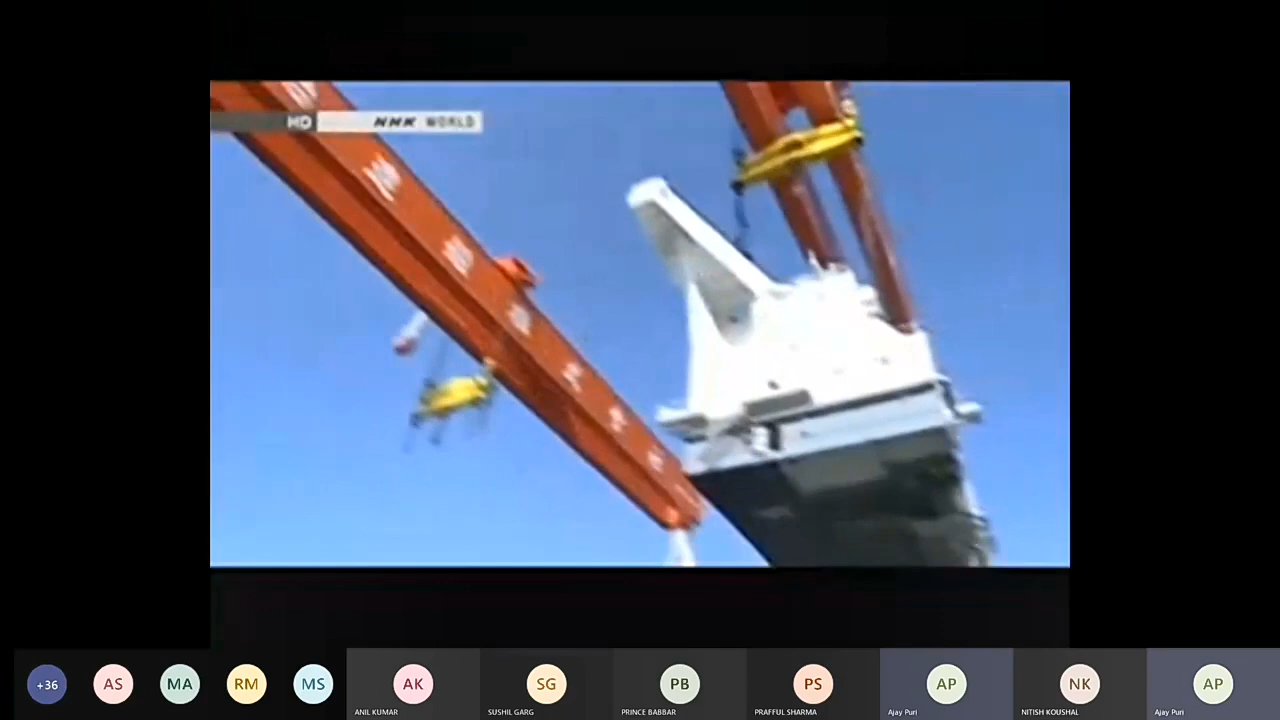 HD NHK WORLD
+36 AS MA RM MS AK SG PB PS AP NK AP
ANIL KUMAR SUSHIL GARG PRINCE BABBAR PRAFFUL SHARMA Ajay Puri NITISH KOUSHAL Ajay Puri